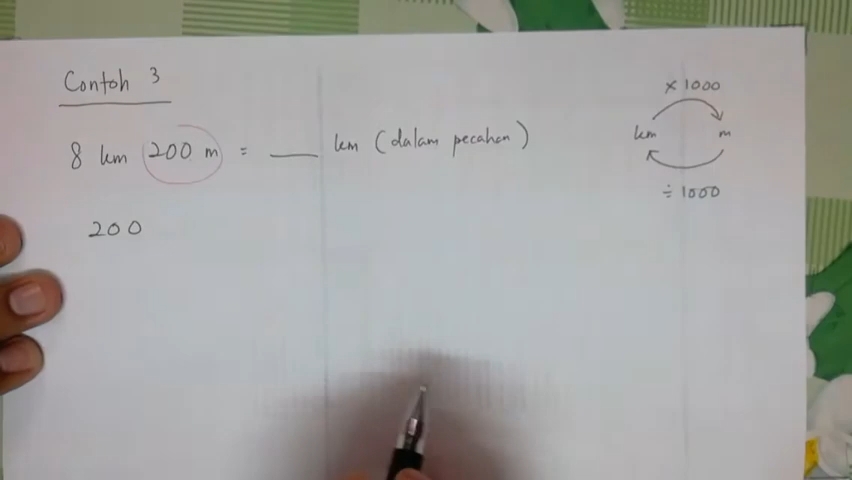 Contoh 3
8 km 200 m = ___ km (dalam pecahan)
200
× 1000
km m
÷ 1000